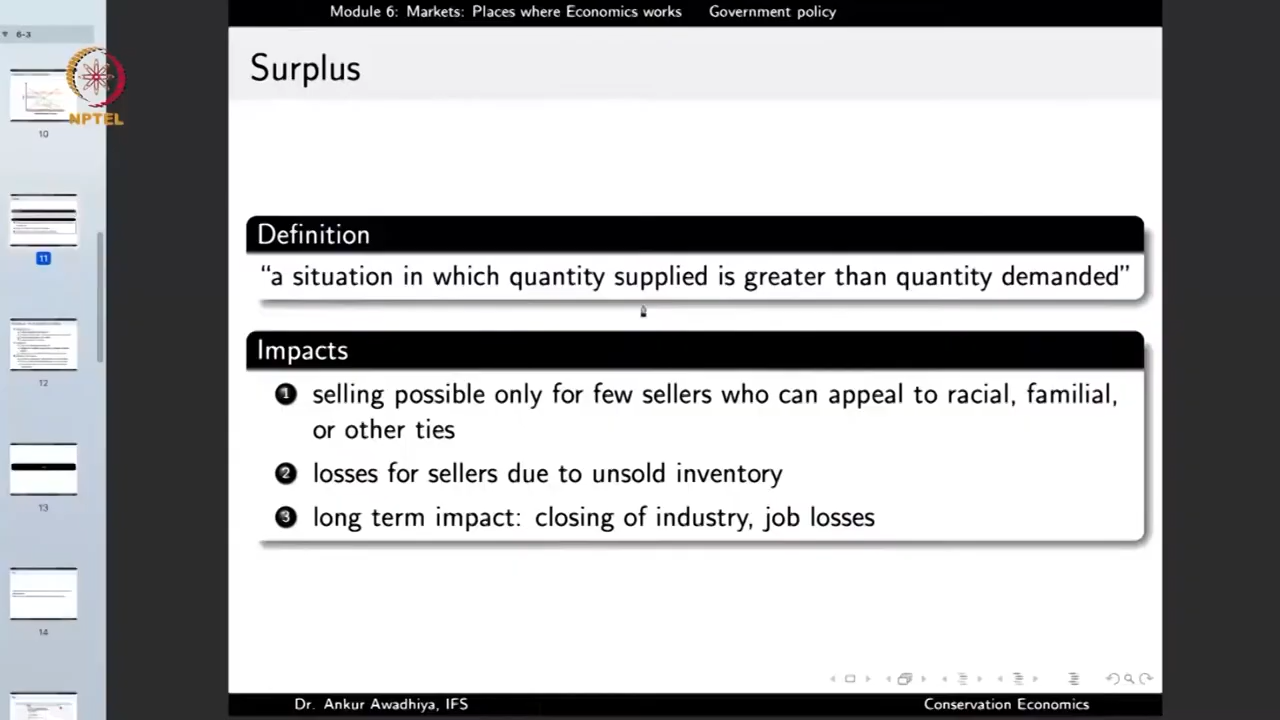 Module 6: Markets: Places where Economics works Government policy
6-3
Surplus
NPTEL
10
Definition
“a situation in which quantity supplied is greater than quantity demanded”
11
Impacts
1 selling possible only for few sellers who can appeal to racial, familial,
or other ties
12
2 losses for sellers due to unsold inventory
3 long term impact: closing of industry, job losses
13
14
Dr. Ankur Awadhiya, IFS Conservation Economics